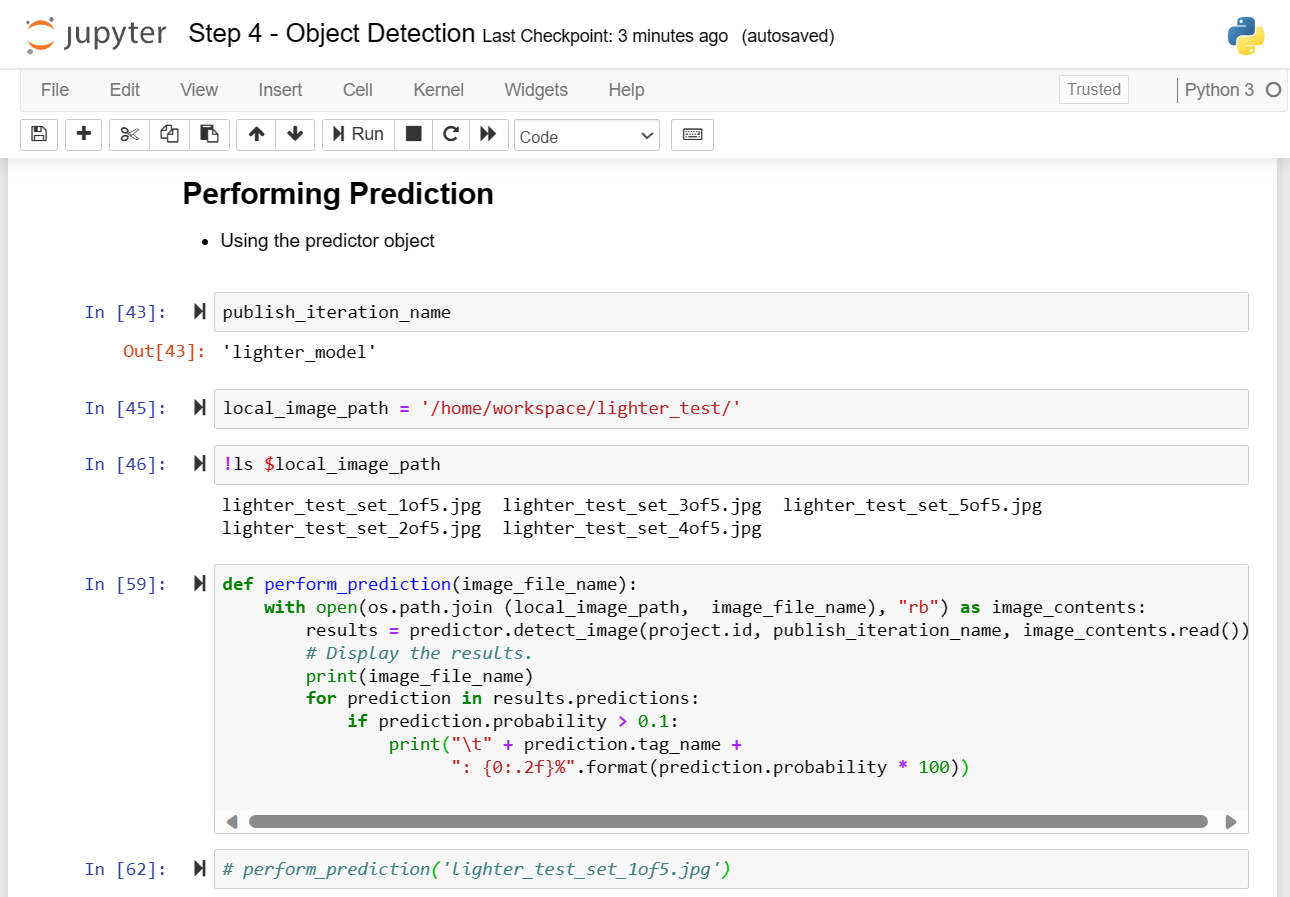 jupyter Step 4 - Object Detection Last Checkpoint: 3 minutes ago (autosaved)
File Edit View Insert Cell Kernel Widgets Help Trusted Python 3
Run Code
Performing Prediction
• Using the predictor object
In [43]: publish_iteration_name
Out[43]: 'lighter_model'
In [45]: local_image_path = '/home/workspace/lighter_test/'
In [46]: !ls $local_image_path
lighter_test_set_1of5.jpg  lighter_test_set_3of5.jpg  lighter_test_set_5of5.jpg
lighter_test_set_2of5.jpg  lighter_test_set_4of5.jpg
In [59]: def perform_prediction(image_file_name):
    with open(os.path.join (local_image_path,  image_file_name), "rb") as image_contents:
        results = predictor.detect_image(project.id, publish_iteration_name, image_contents.read())
        # Display the results.
        print(image_file_name)
        for prediction in results.predictions:
            if prediction.probability > 0.1:
                print("\t" + prediction.tag_name +
                      ": {0:.2f}%".format(prediction.probability * 100))
In [62]: # perform_prediction('lighter_test_set_1of5.jpg')